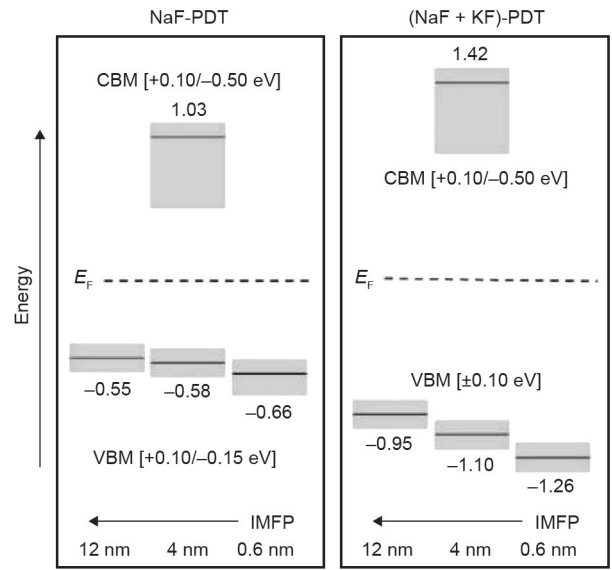 NaF-PDT
CBM [+0.10/–0.50 eV]
1.03
E_F
–0.55
–0.58
–0.66
VBM [+0.10/–0.15 eV]
IMFP
12 nm
4 nm
0.6 nm
Energy
(NaF + KF)-PDT
1.42
CBM [+0.10/–0.50 eV]
E_F
VBM [±0.10 eV]
–0.95
–1.10
–1.26
IMFP
12 nm
4 nm
0.6 nm